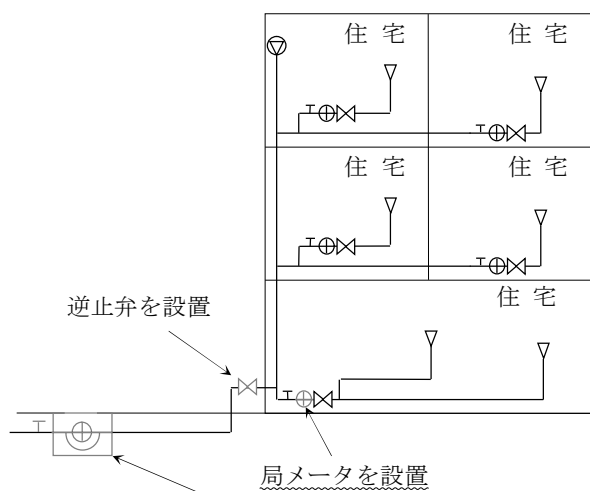 住 宅
住 宅
住 宅
住 宅
住 宅
逆止弁を設置
局メータを設置